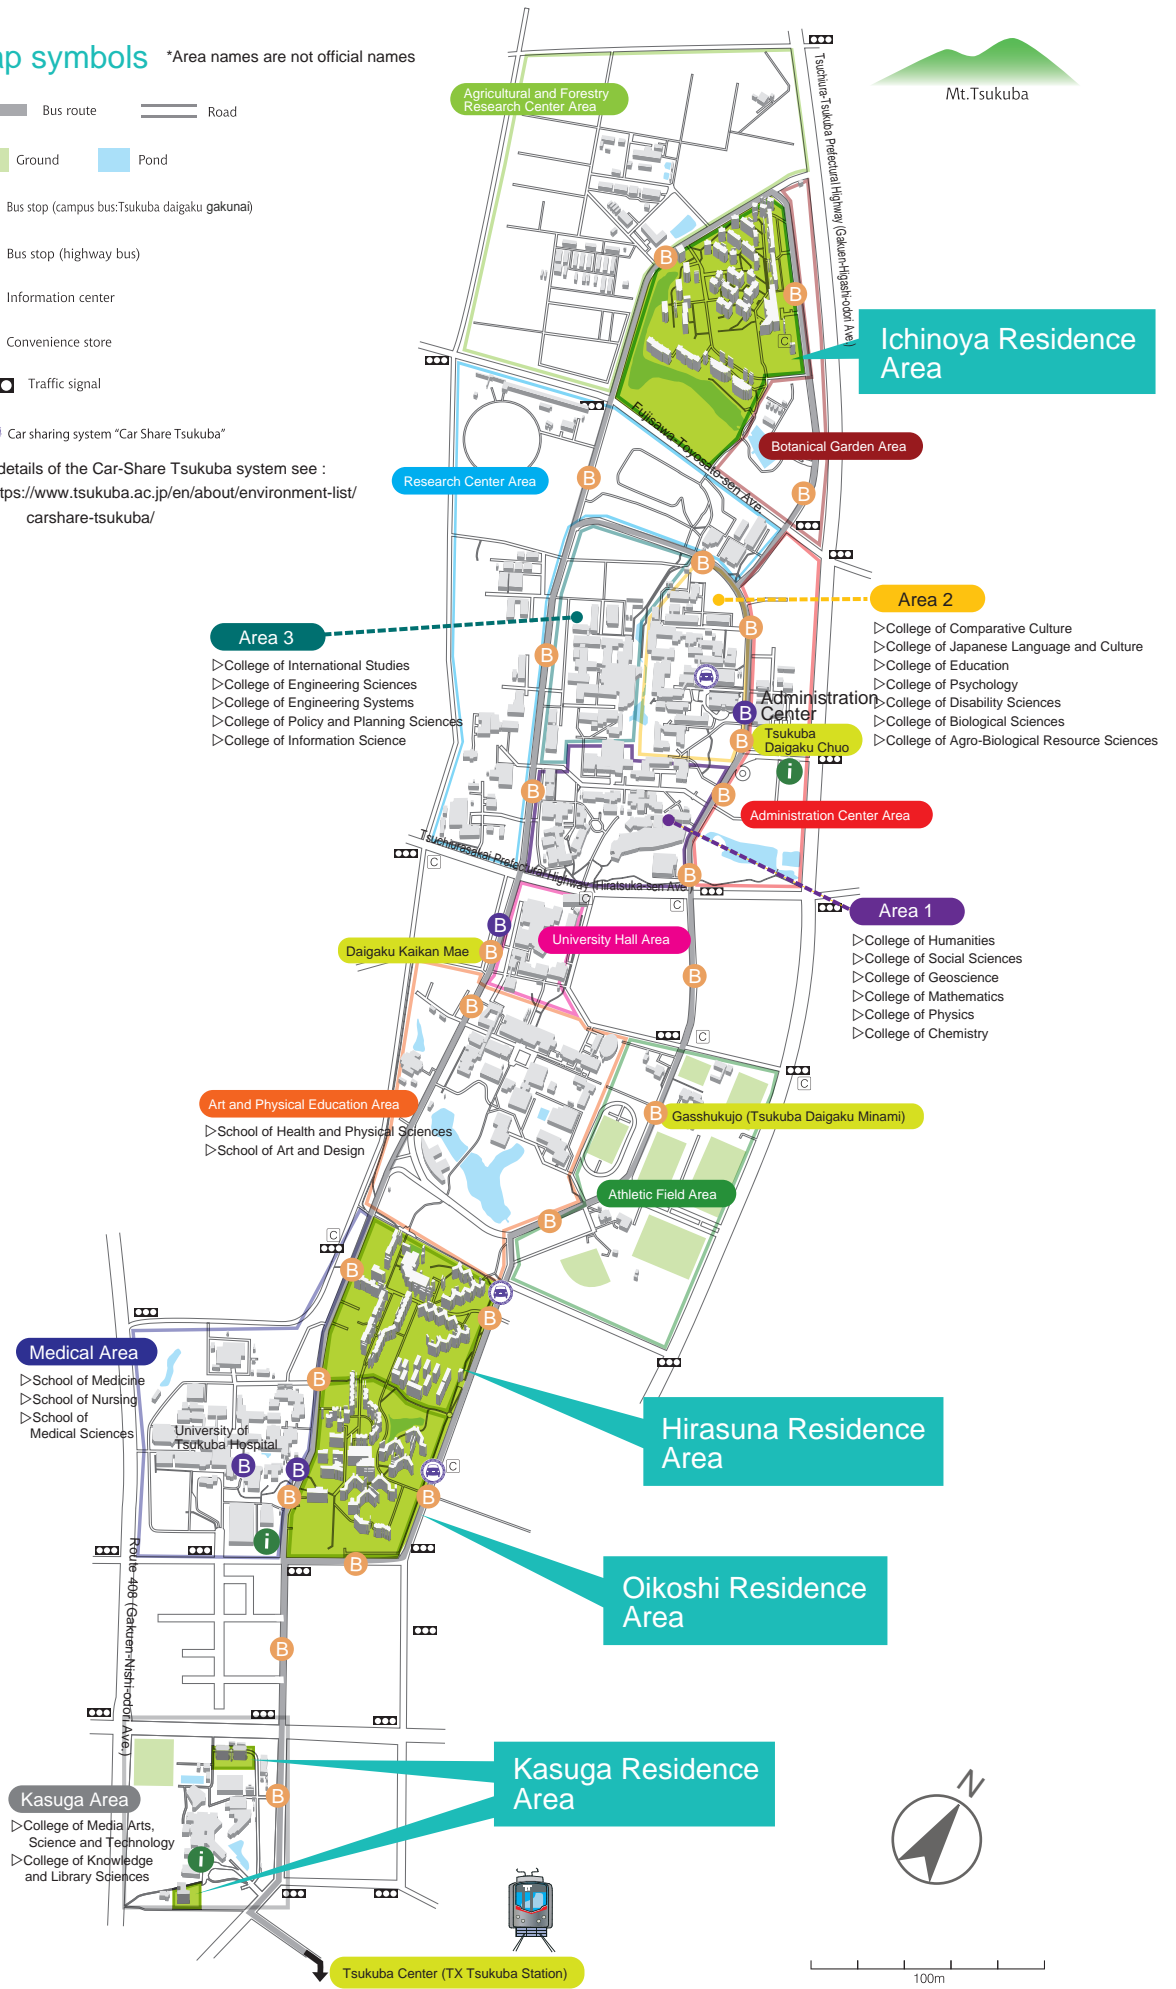 ap symbols
*Area names are not official names
Bus route
Road
Ground
Pond
Bus stop (campus bus:Tsukuba daigaku gakunai)
Bus stop (highway bus)
Information center
Convenience store
Traffic signal
Car sharing system “Car Share Tsukuba”
details of the Car-Share Tsukuba system see :
tps://www.tsukuba.ac.jp/en/about/environment-list/
carshare-tsukuba/
Mt.Tsukuba
Agricultural and Forestry
Research Center Area
Tsuchiura-Tsukuba Prefectural Highway (Gakuen-Higashi-odori Ave.)
B
B
C
Ichinoya Residence
Area
Fujisawa-Toyosato-sen Ave.
Botanical Garden Area
Research Center Area
B
B
B
Area 2
▷College of Comparative Culture
▷College of Japanese Language and Culture
▷College of Education
▷College of Psychology
▷College of Disability Sciences
▷College of Biological Sciences
▷College of Agro-Biological Resource Sciences
Area 3
▷College of International Studies
▷College of Engineering Sciences
▷College of Engineering Systems
▷College of Policy and Planning Sciences
▷College of Information Science
B
B
B
Administration
Center
B
Tsukuba
Daigaku Chuo
i
B
B
Administration Center Area
Tsuchiurasakai Prefectural Highway (Hiratsuka-sen Ave.)
C
B
C
C
Area 1
▷College of Humanities
▷College of Social Sciences
▷College of Geoscience
▷College of Mathematics
▷College of Physics
▷College of Chemistry
B
University Hall Area
Daigaku Kaikan Mae
B
B
B
C
C
Art and Physical Education Area
▷School of Health and Physical Sciences
▷School of Art and Design
B
Gasshukujo (Tsukuba Daigaku Minami)
Athletic Field Area
B
C
B
B
Medical Area
▷School of Medicine
▷School of Nursing
▷School of
Medical Sciences
B
University of
Tsukuba Hospital
B
B
B
C
B
i
B
Hirasuna Residence
Area
Oikoshi Residence
Area
Route 408 (Gakuen-Nishi-odori Ave.)
B
Kasuga Residence
Area
B
Kasuga Area
▷College of Media Arts,
Science and Technology
▷College of Knowledge
and Library Sciences
i
Tsukuba Center (TX Tsukuba Station)
N
100m